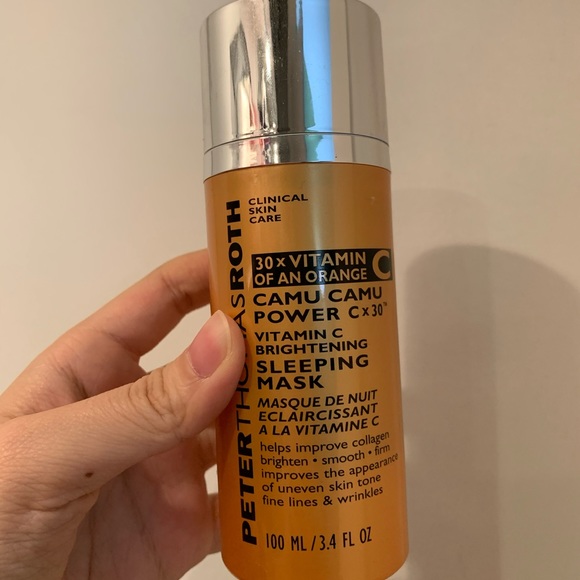 PETER THOMAS ROTH
CLINICAL
SKIN
CARE
30x VITAMIN C
OF AN ORANGE
CAMU CAMU
POWER C x 30™
VITAMIN C
BRIGHTENING
SLEEPING
MASK
MASQUE DE NUIT
ECLAIRCISSANT
A LA VITAMINE C
helps improve collagen
brighten • smooth • firm
improves the appearance
of uneven skin tone
fine lines & wrinkles
100 ML / 3.4 FL OZ